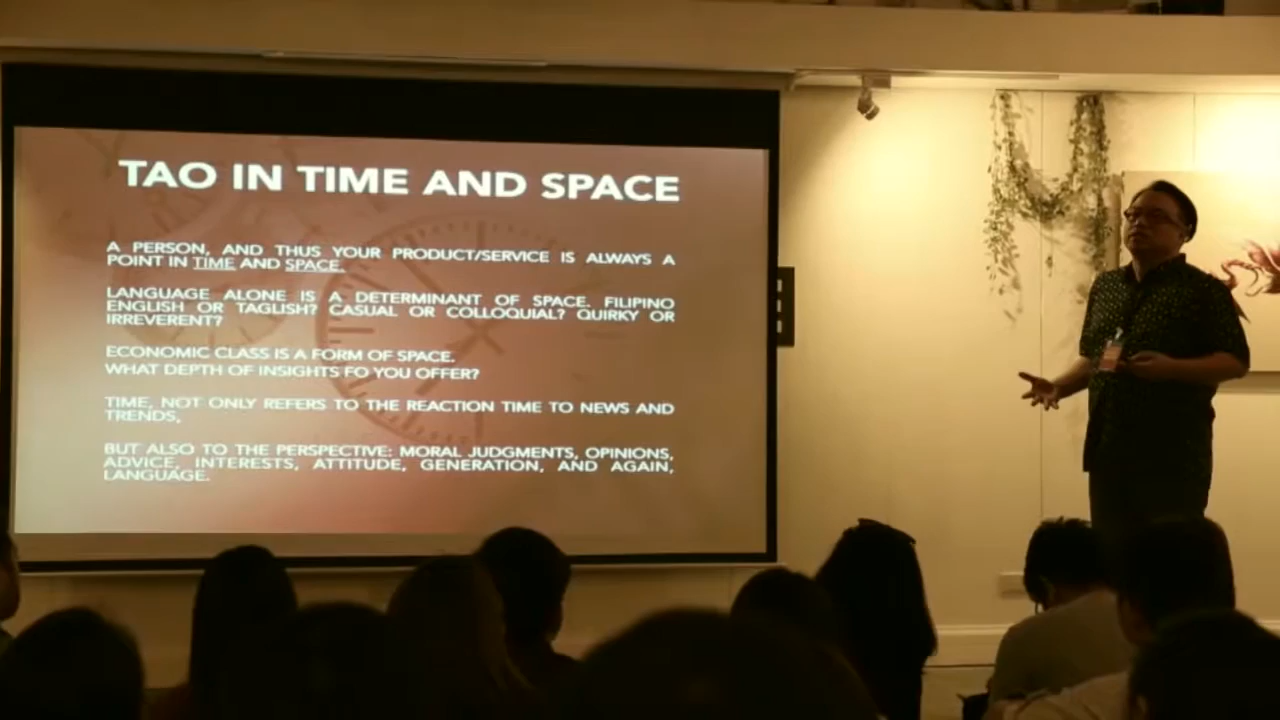 TAO IN TIME AND SPACE
A PERSON, AND THUS YOUR PRODUCT/SERVICE IS ALWAYS A
POINT IN TIME AND SPACE.
LANGUAGE ALONE IS A DETERMINANT OF SPACE. FILIPINO
ENGLISH OR TAGLISH? CASUAL OR COLLOQUIAL? QUIRKY OR
IRREVERENT?
ECONOMIC CLASS IS A FORM OF SPACE.
WHAT DEPTH OF INSIGHTS FO YOU OFFER?
TIME, NOT ONLY REFERS TO THE REACTION TIME TO NEWS AND
TRENDS,
BUT ALSO TO THE PERSPECTIVE: MORAL JUDGMENTS, OPINIONS,
ADVICE, INTERESTS, ATTITUDE, GENERATION, AND AGAIN,
LANGUAGE.